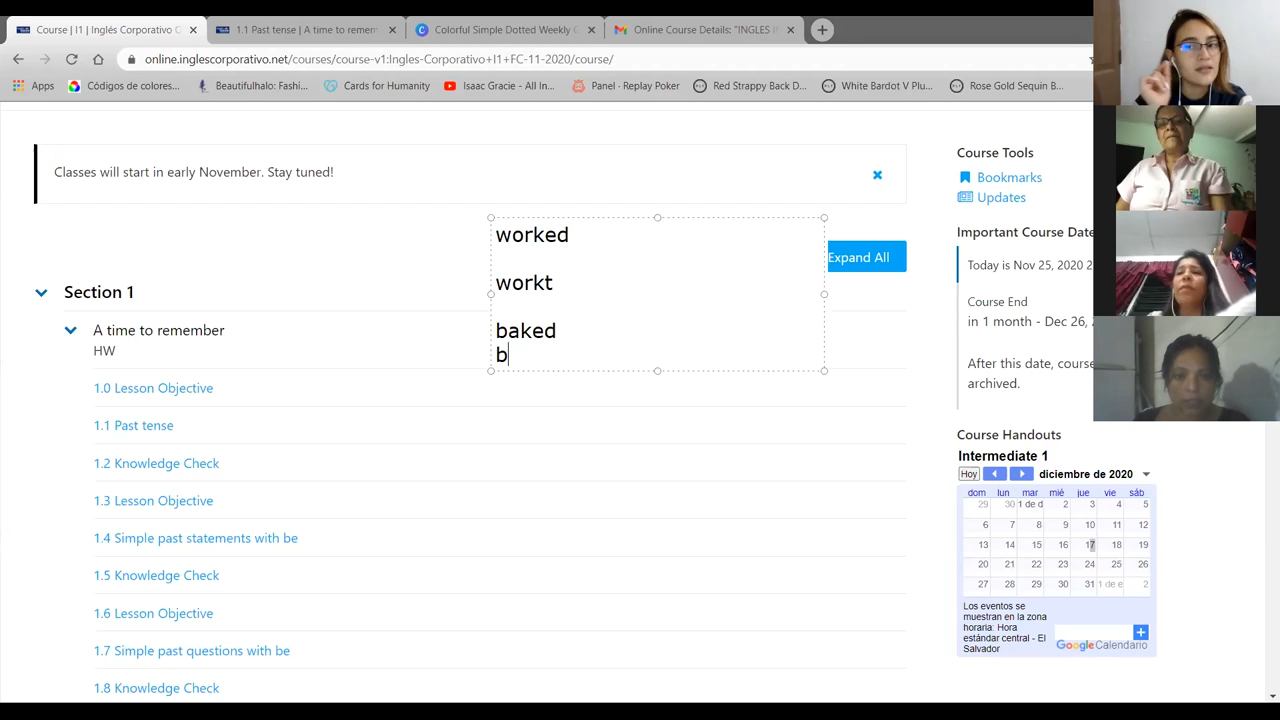 Course | I1 | Inglés Corporativo C
1.1 Past tense | A time to remem
Colorful Simple Dotted Weekly C
Online Course Details: "INGLES I
online.inglescorporativo.net/courses/course-v1:Ingles-Corporativo+I1+FC-11-2020/course/
Apps
Códigos de colores...
Beautifulhalo: Fashi...
Cards for Humanity
Isaac Gracie - All In...
Panel · Replay Poker
Red Strappy Back D...
White Bardot V Plu...
Rose Gold Sequin B...
Classes will start in early November. Stay tuned!
worked
workt
baked
b
Expand All
Section 1
A time to remember
HW
1.0 Lesson Objective
1.1 Past tense
1.2 Knowledge Check
1.3 Lesson Objective
1.4 Simple past statements with be
1.5 Knowledge Check
1.6 Lesson Objective
1.7 Simple past questions with be
1.8 Knowledge Check
Course Tools
Bookmarks
Updates
Important Course Date
Today is Nov 25, 2020 2
Course End
in 1 month - Dec 26,
After this date, course
archived.
Course Handouts
Intermediate 1
Hoy
diciembre de 2020
dom lun mar mié jue vie sáb
29 30 1 de d 2 3 4 5
6 7 8 9 10 11 12
13 14 15 16 17 18 19
20 21 22 23 24 25 26
27 28 29 30 31 1 de e 2
Los eventos se
muestran en la zona
horaria: Hora
estándar central - El
Salvador
Google Calendario